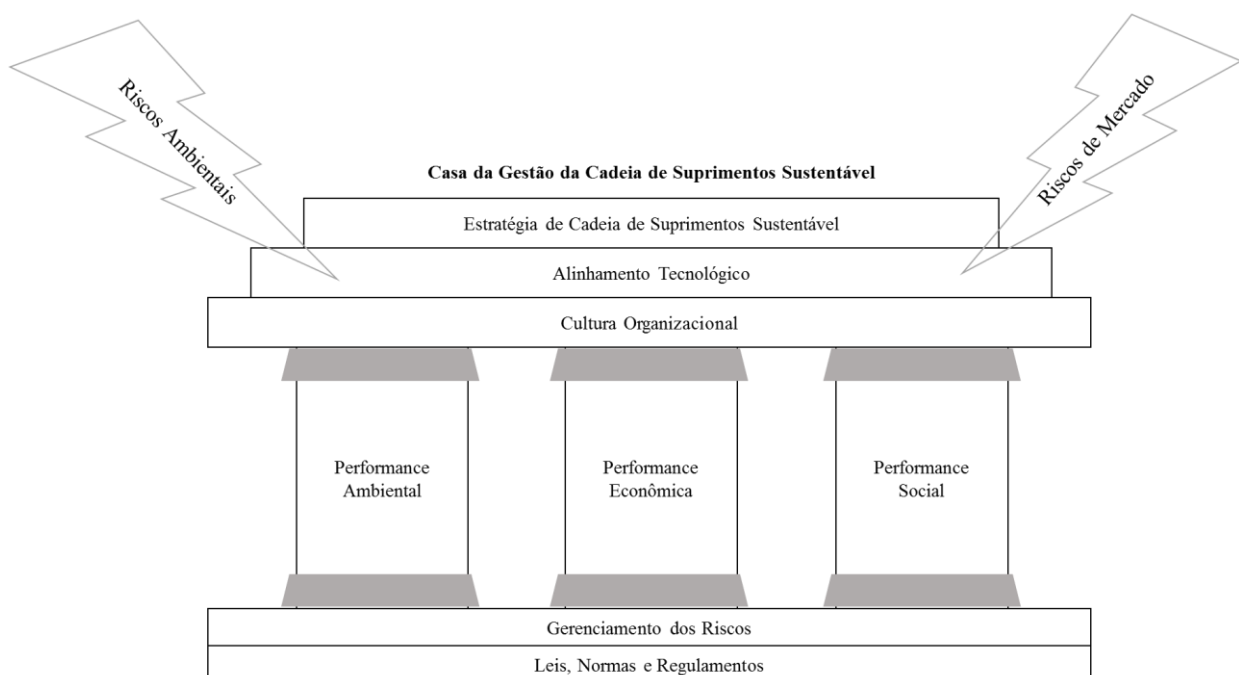 Riscos Ambientais
Riscos de Mercado
Casa da Gestão da Cadeia de Suprimentos Sustentável
Estratégia de Cadeia de Suprimentos Sustentável
Alinhamento Tecnológico
Cultura Organizacional
Performance
Ambiental
Performance
Econômica
Performance
Social
Gerenciamento dos Riscos
Leis, Normas e Regulamentos